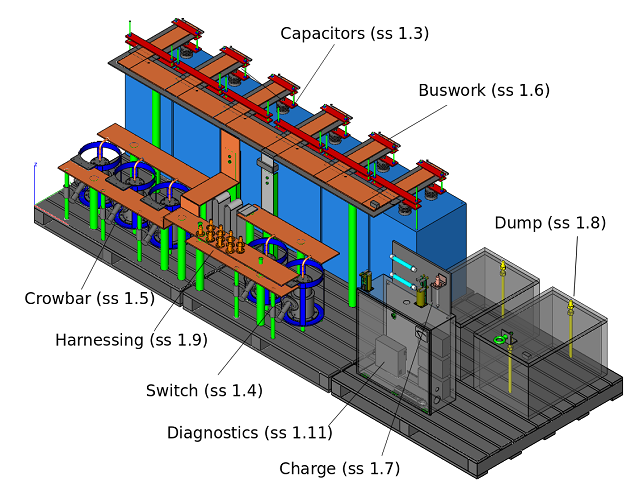 Capacitors (ss 1.3)
Buswork (ss 1.6)
Dump (ss 1.8)
Crowbar (ss 1.5)
Harnessing (ss 1.9)
Switch (ss 1.4)
Diagnostics (ss 1.11)
Charge (ss 1.7)